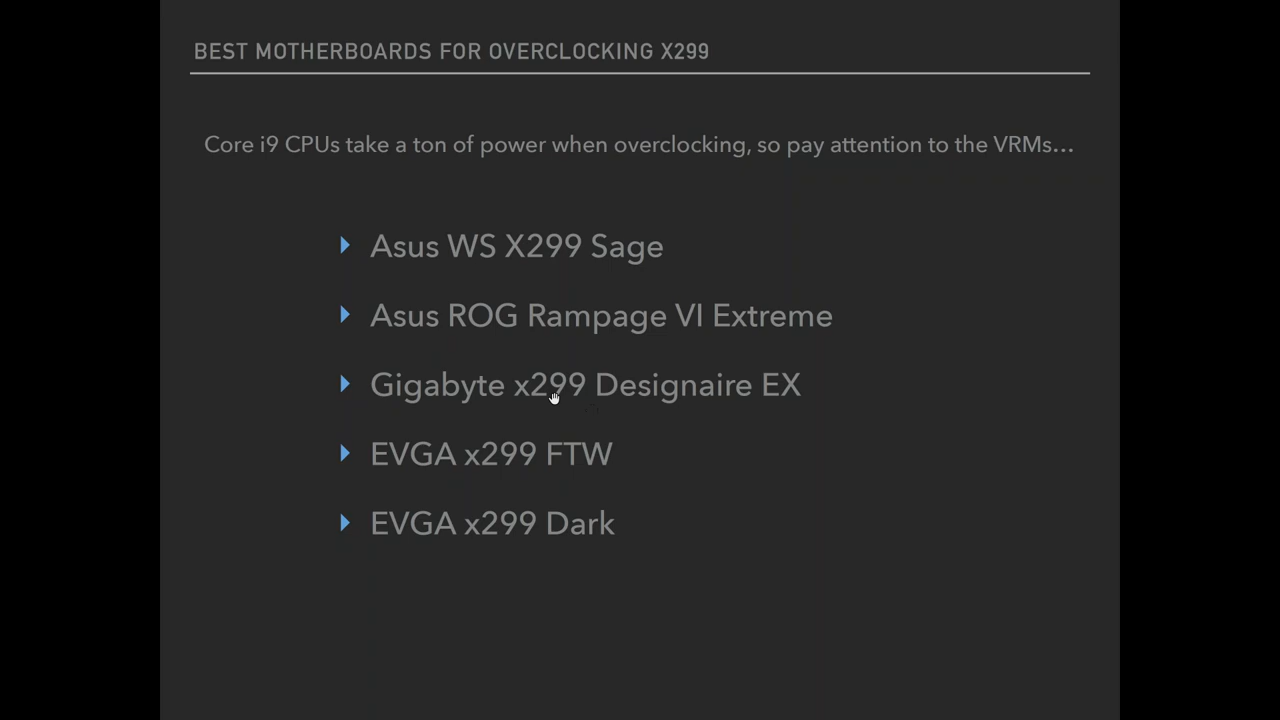 BEST MOTHERBOARDS FOR OVERCLOCKING X299
Core i9 CPUs take a ton of power when overclocking, so pay attention to the VRMs...
Asus WS X299 Sage
Asus ROG Rampage VI Extreme
Gigabyte x299 Designaire EX
EVGA x299 FTW
EVGA x299 Dark